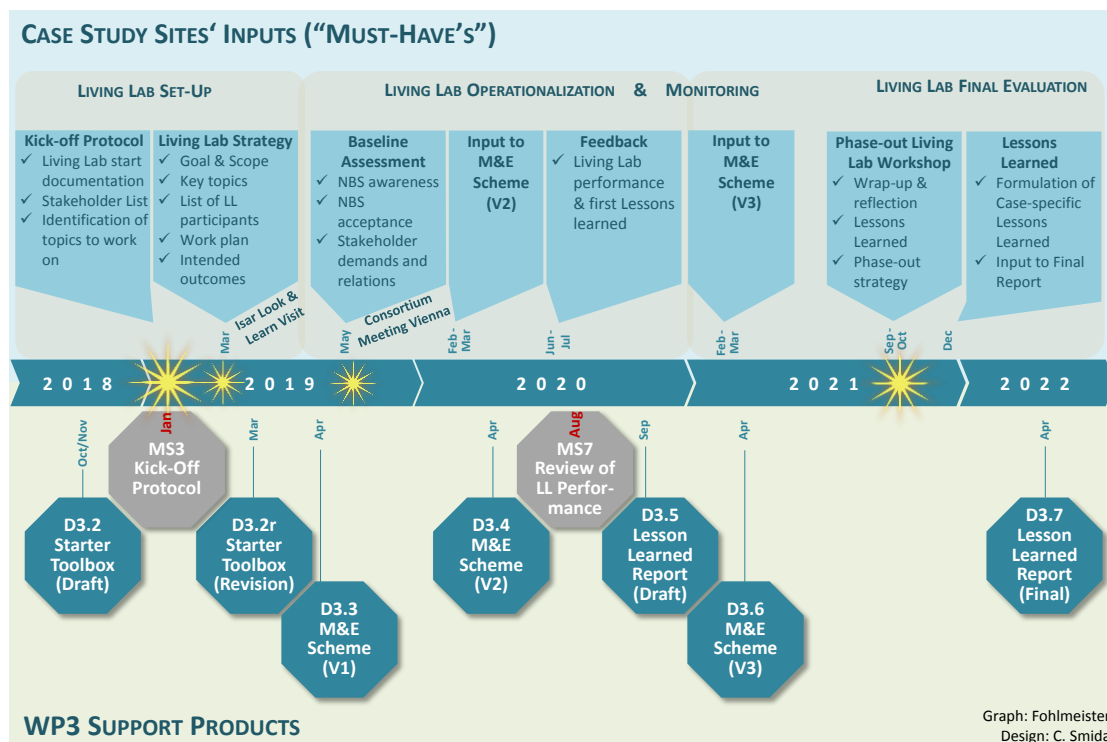 CASE STUDY SITES‘ INPUTS (“MUST-HAVE’S”)
LIVING LAB SET-UP
LIVING LAB OPERATIONALIZATION & MONITORING
LIVING LAB FINAL EVALUATION
Kick-off Protocol
✓ Living Lab start
documentation
✓ Stakeholder List
✓ Identification of
topics to work
on
Living Lab Strategy
✓ Goal & Scope
✓ Key topics
✓ List of LL
participants
✓ Work plan
✓ Intended
outcomes
Baseline
Assessment
✓ NBS awareness
✓ NBS
acceptance
✓ Stakeholder
demands and
relations
Input to
M&E
Scheme
(V2)
Feedback
✓ Living Lab
performance
& first Lessons
learned
Input to
M&E
Scheme
(V3)
Phase-out Living
Lab Workshop
✓ Wrap-up &
reflection
✓ Lessons
Learned
✓ Phase-out
strategy
Lessons
Learned
✓ Formulation of
Case-specific
Lessons
Learned
✓ Input to Final
Report
Mar
Isar Look &
Learn Visit
May
Consortium
Meeting Vienna
Feb-
Mar
Jun -
Jul
Feb-
Mar
Sep-
Oct
Dec
2018
2019
2020
2021
2022
Oct/Nov
Jan
Mar
Apr
Apr
Aug
Sep
Apr
Apr
D3.2
Starter
Toolbox
(Draft)
MS3
Kick-Off
Protocol
D3.2r
Starter
Toolbox
(Revision)
D3.3
M&E
Scheme
(V1)
D3.4
M&E
Scheme
(V2)
MS7
Review of
LL Perfor-
mance
D3.5
Lesson
Learned
Report
(Draft)
D3.6
M&E
Scheme
(V3)
D3.7
Lesson
Learned
Report
(Final)
WP3 SUPPORT PRODUCTS
Graph: Fohlmeister
Design: C. Smida